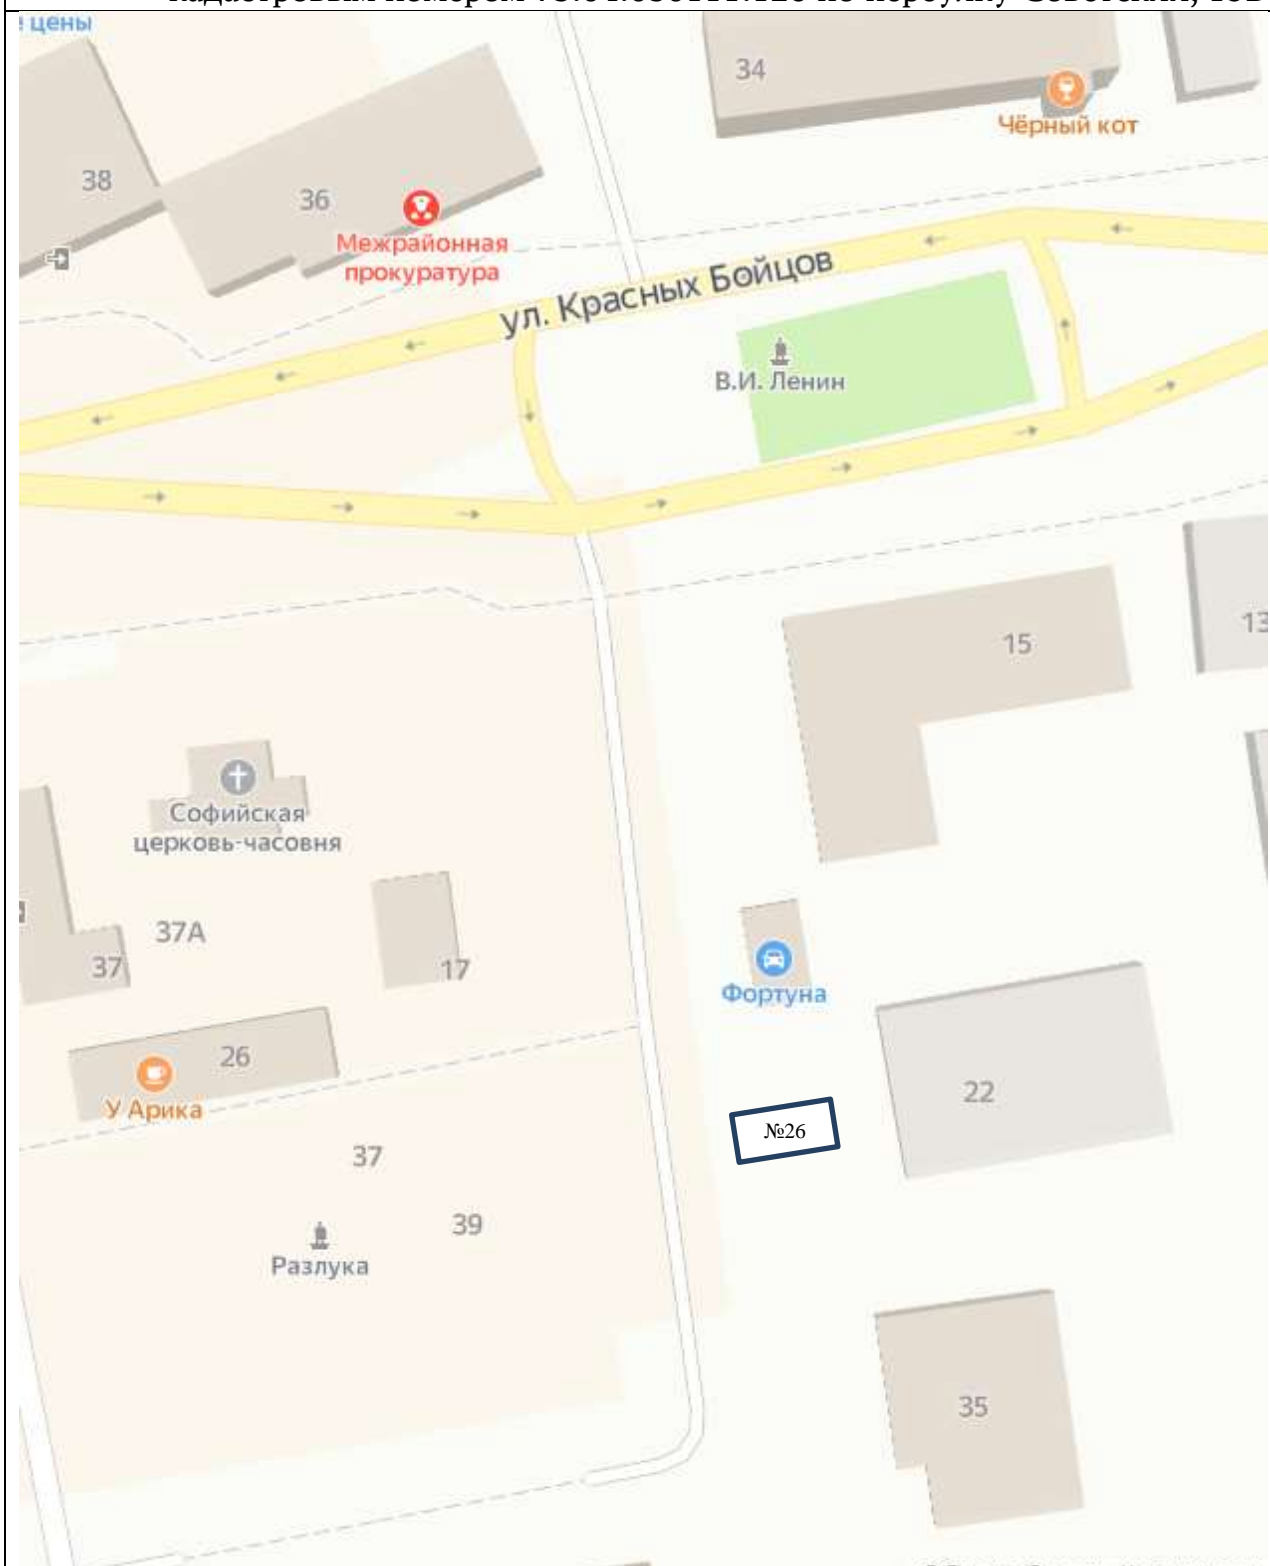 цены
34
Чёрный кот
38
36
Межрайонная
прокуратура
ул. Красных Бойцов
В.И. Ленин
15
13
Софийская
церковь-часовня
37А
37
17
Фортуна
26
У Арика
22
№26
37
39
Разлука
35